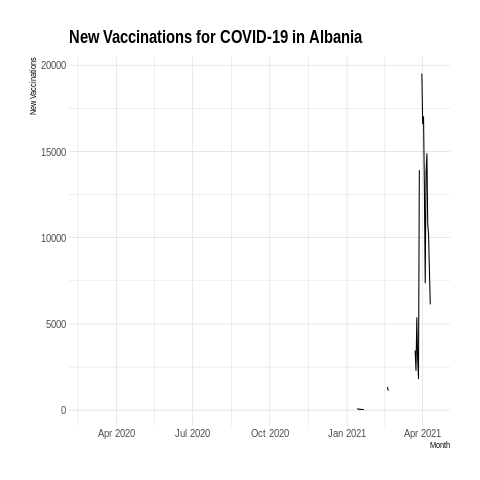 New Vaccinations for COVID-19 in Albania
New Vaccinations
20000
15000
10000
5000
0
Apr 2020
Jul 2020
Oct 2020
Jan 2021
Apr 2021
Month